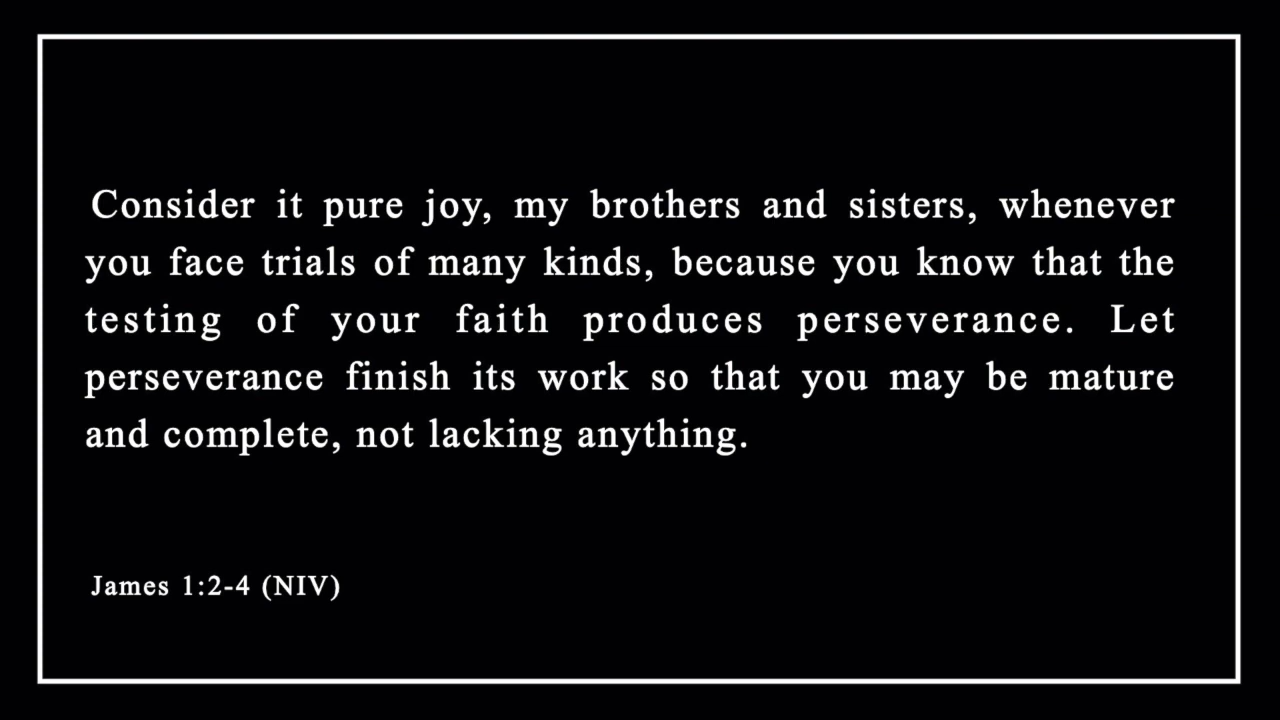 Consider it pure joy, my brothers and sisters, whenever
you face trials of many kinds, because you know that the
testing of your faith produces perseverance. Let
perseverance finish its work so that you may be mature
and complete, not lacking anything.
James 1:2-4 (NIV)